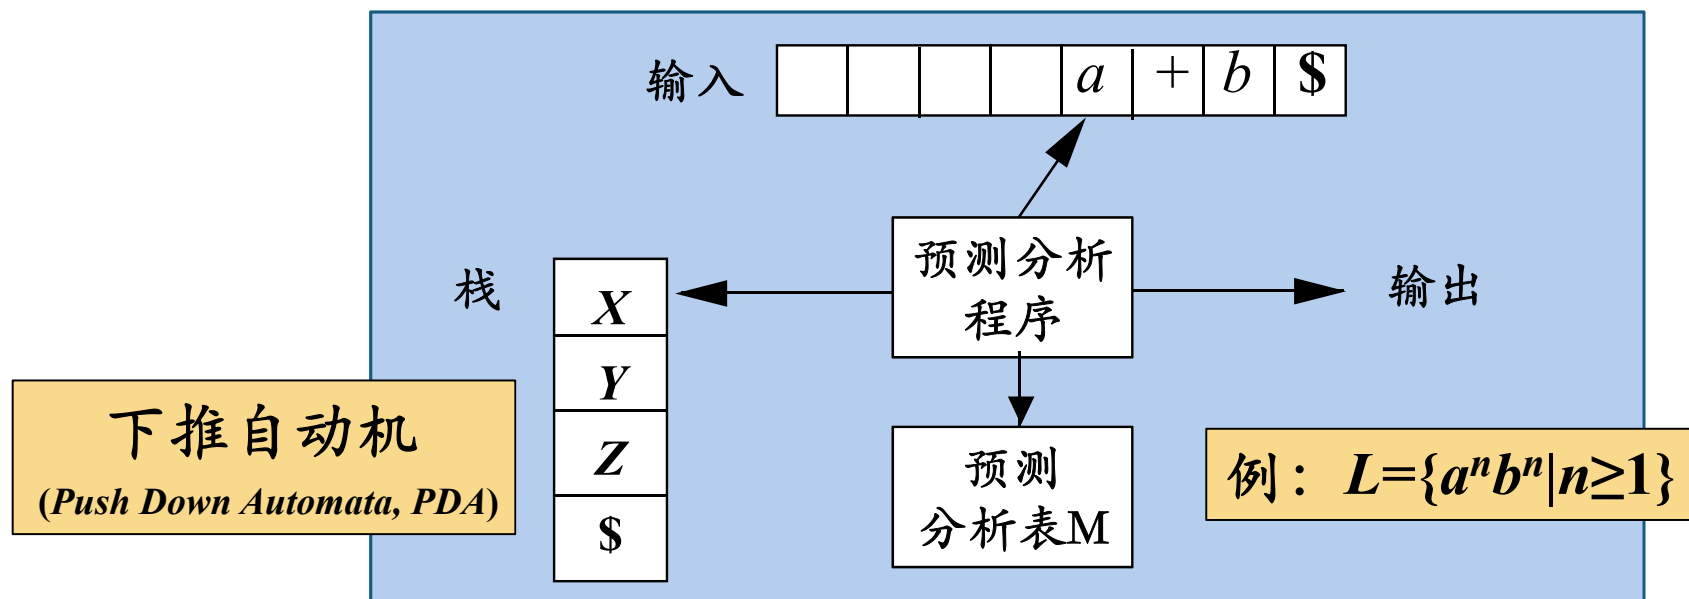 输入 a + b $
栈
X
Y
Z
$
预测分析
程序
输出
预测
分析表M
下推自动机
(Push Down Automata, PDA)
例：L={aⁿbⁿ|n≥1}